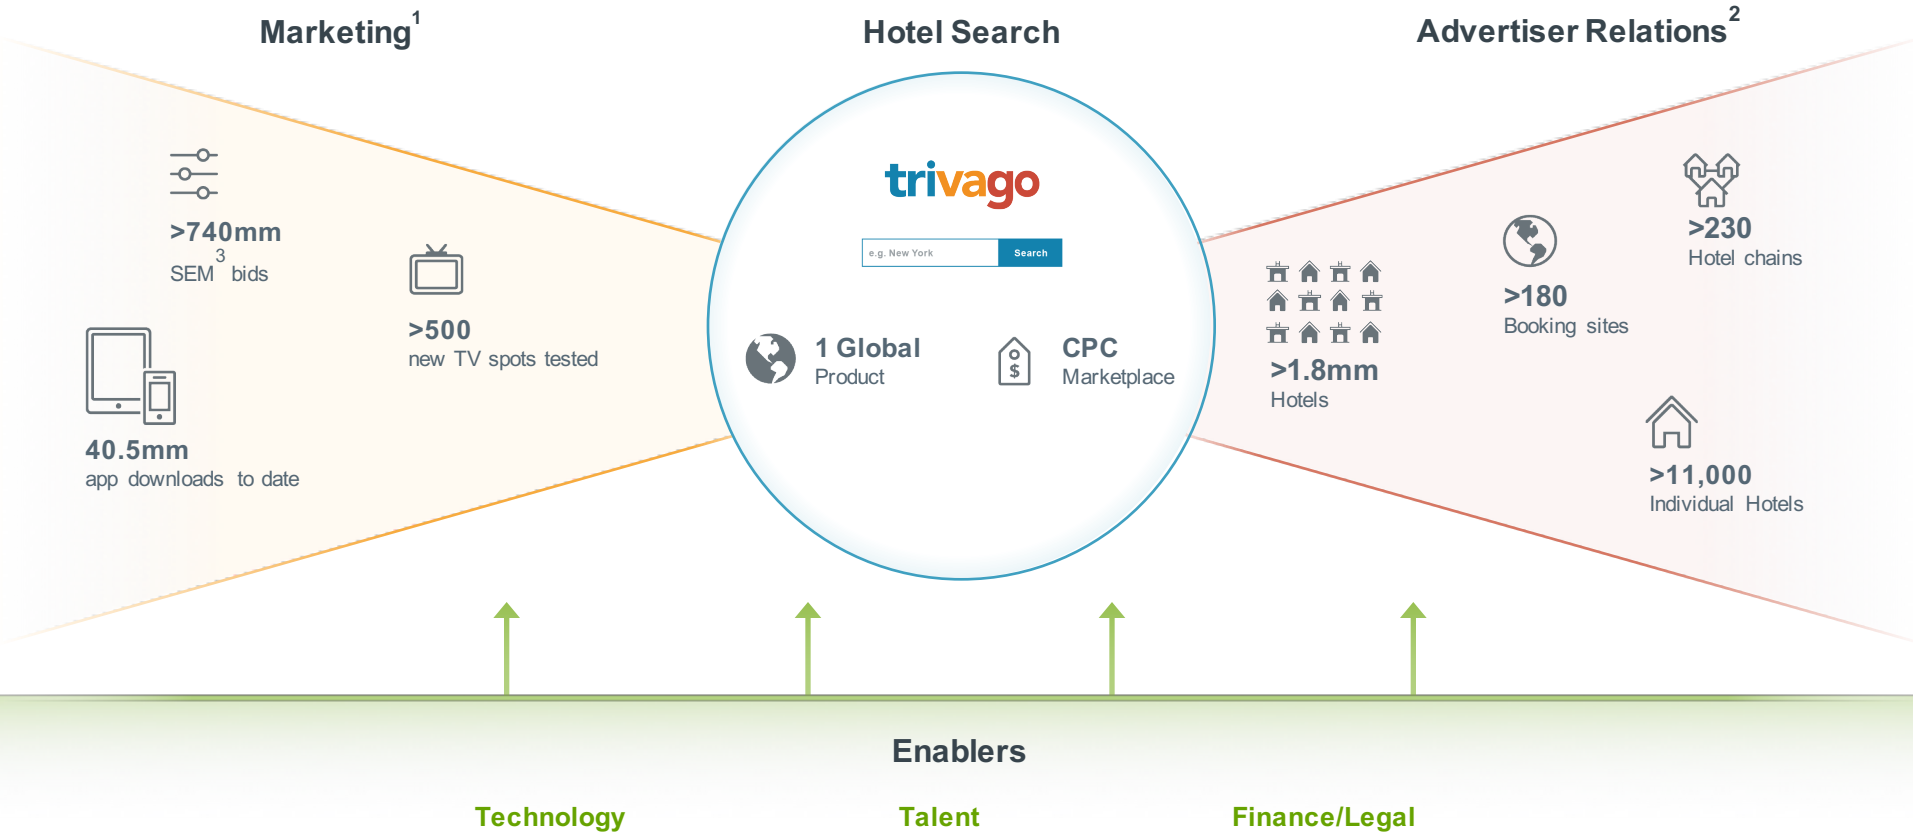 Marketing1
Hotel Search
Advertiser Relations2
>740mm
SEM3 bids
>500
new TV spots tested
40.5mm
app downloads to date
trivago
e.g. New York
Search
1 Global
Product
CPC
Marketplace
$
H H
H H
H H
>1.8mm
Hotels
>180
Booking sites
>230
Hotel chains
>11,000
Individual Hotels
Enablers
Technology
Talent
Finance/Legal